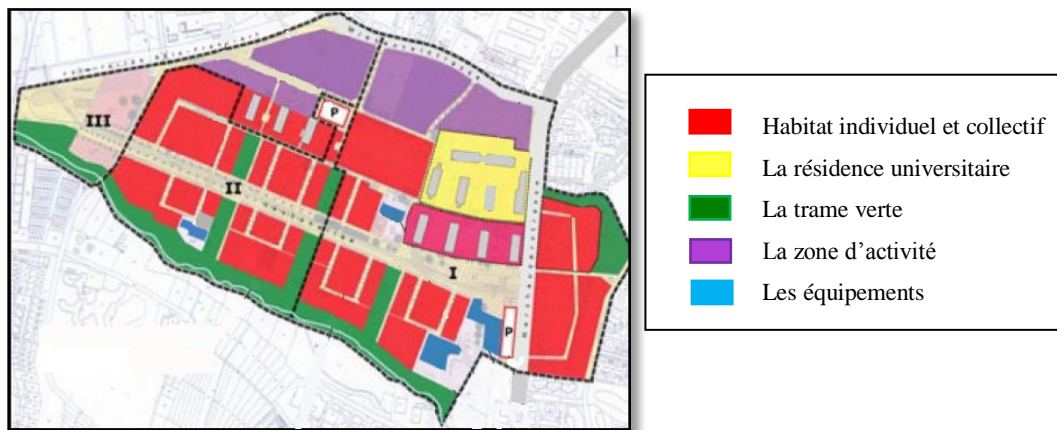 III
II
I
P
P
Habitat individuel et collectif
La résidence universitaire
La trame verte
La zone d'activité
Les équipements